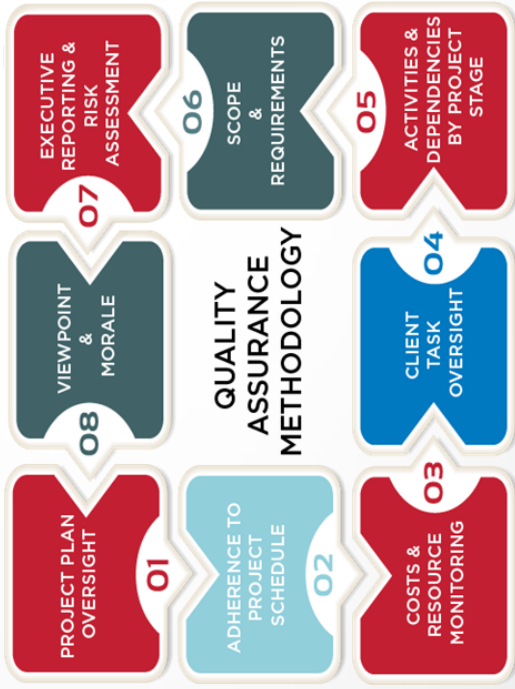 QUALITY
ASSURANCE
METHODOLOGY
PROJECT PLAN
OVERSIGHT
01
ADHERENCE TO
PROJECT
SCHEDULE
02
COSTS &
RESOURCE
MONITORING
03
CLIENT
TASK
OVERSIGHT
04
ACTIVITIES &
DEPENDENCIES
BY PROJECT
STAGE
05
SCOPE
&
REQUIREMENTS
06
EXECUTIVE
REPORTING &
RISK
ASSESSMENT
07
VIEWPOINT
&
MORALE
08